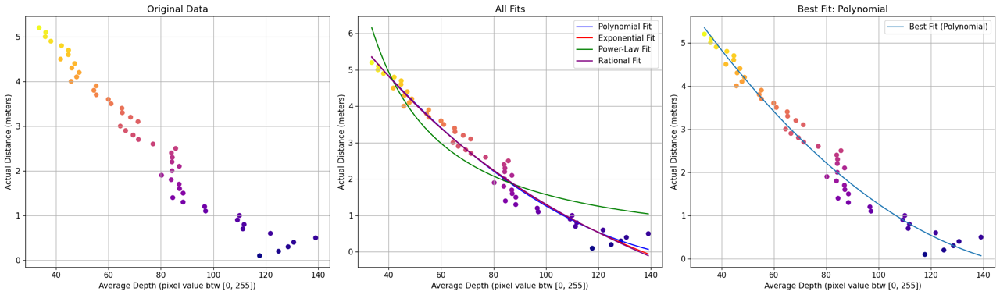 Original Data
Actual Distance (meters)
5
4
3
2
1
0
40 60 80 100 120 140
Average Depth (pixel value btw [0, 255])
All Fits
Polynomial Fit
Exponential Fit
Power-Law Fit
Rational Fit
Actual Distance (meters)
6
5
4
3
2
1
0
40 60 80 100 120 140
Average Depth (pixel value btw [0, 255])
Best Fit: Polynomial
Best Fit (Polynomial)
Actual Distance (meters)
5
4
3
2
1
0
40 60 80 100 120 140
Average Depth (pixel value btw [0, 255])